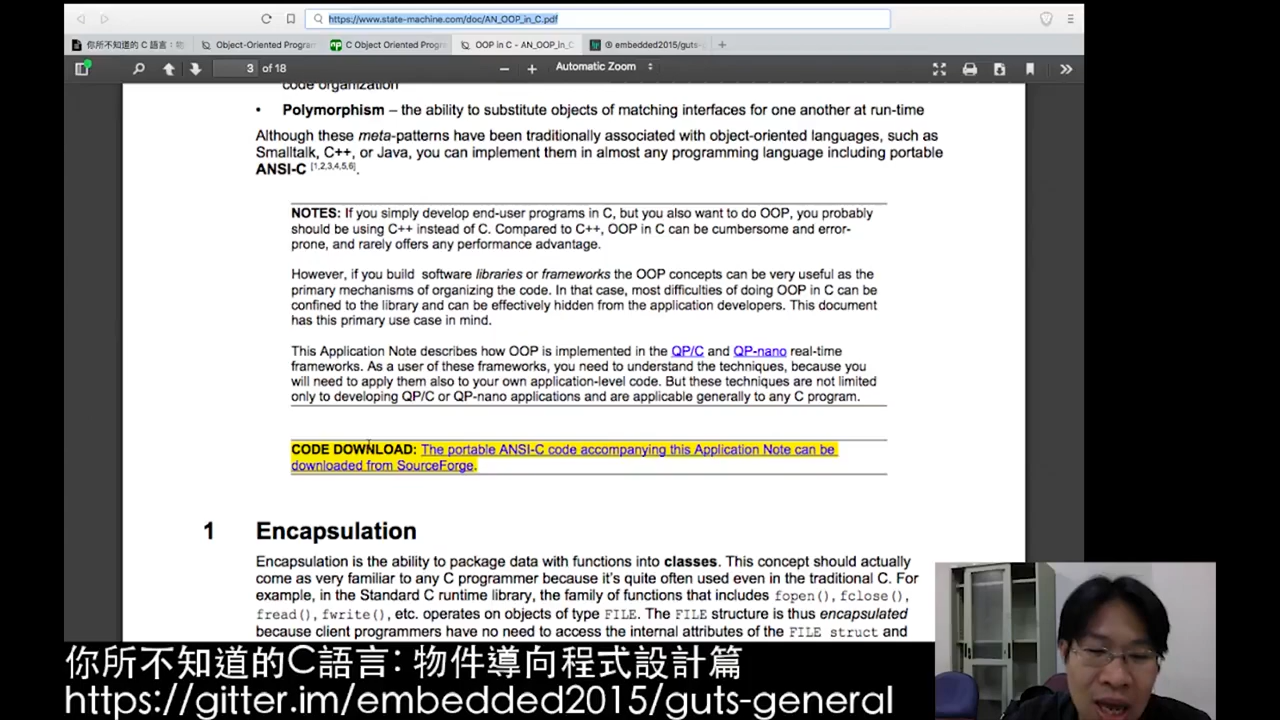 https://www.state-machine.com/doc/AN_OOP_in_C.pdf
你所不知道的 C 語言：物
Object-Oriented Program
C Object Oriented Progra
OOP in C - AN_OOP_in_C
embedded2015/guts-
3 of 18
Automatic Zoom
code organization
• Polymorphism – the ability to substitute objects of matching interfaces for one another at run-time
Although these meta-patterns have been traditionally associated with object-oriented languages, such as
Smalltalk, C++, or Java, you can implement them in almost any programming language including portable
ANSI-C [1,2,3,4,5,6].
NOTES: If you simply develop end-user programs in C, but you also want to do OOP, you probably
should be using C++ instead of C. Compared to C++, OOP in C can be cumbersome and error-
prone, and rarely offers any performance advantage.
However, if you build software libraries or frameworks the OOP concepts can be very useful as the
primary mechanisms of organizing the code. In that case, most difficulties of doing OOP in C can be
confined to the library and can be effectively hidden from the application developers. This document
has this primary use case in mind.
This Application Note describes how OOP is implemented in the QP/C and QP-nano real-time
frameworks. As a user of these frameworks, you need to understand the techniques, because you
will need to apply them also to your own application-level code. But these techniques are not limited
only to developing QP/C or QP-nano applications and are applicable generally to any C program.
CODE DOWNLOAD: The portable ANSI-C code accompanying this Application Note can be
downloaded from SourceForge.
1 Encapsulation
Encapsulation is the ability to package data with functions into classes. This concept should actually
come as very familiar to any C programmer because it's quite often used even in the traditional C. For
example, in the Standard C runtime library, the family of functions that includes fopen(), fclose(),
fread(), fwrite(), etc. operates on objects of type FILE. The FILE structure is thus encapsulated
because client programmers have no need to access the internal attributes of the FILE struct and
你所不知道的C語言: 物件導向程式設計篇
https://gitter.im/embedded2015/guts-general